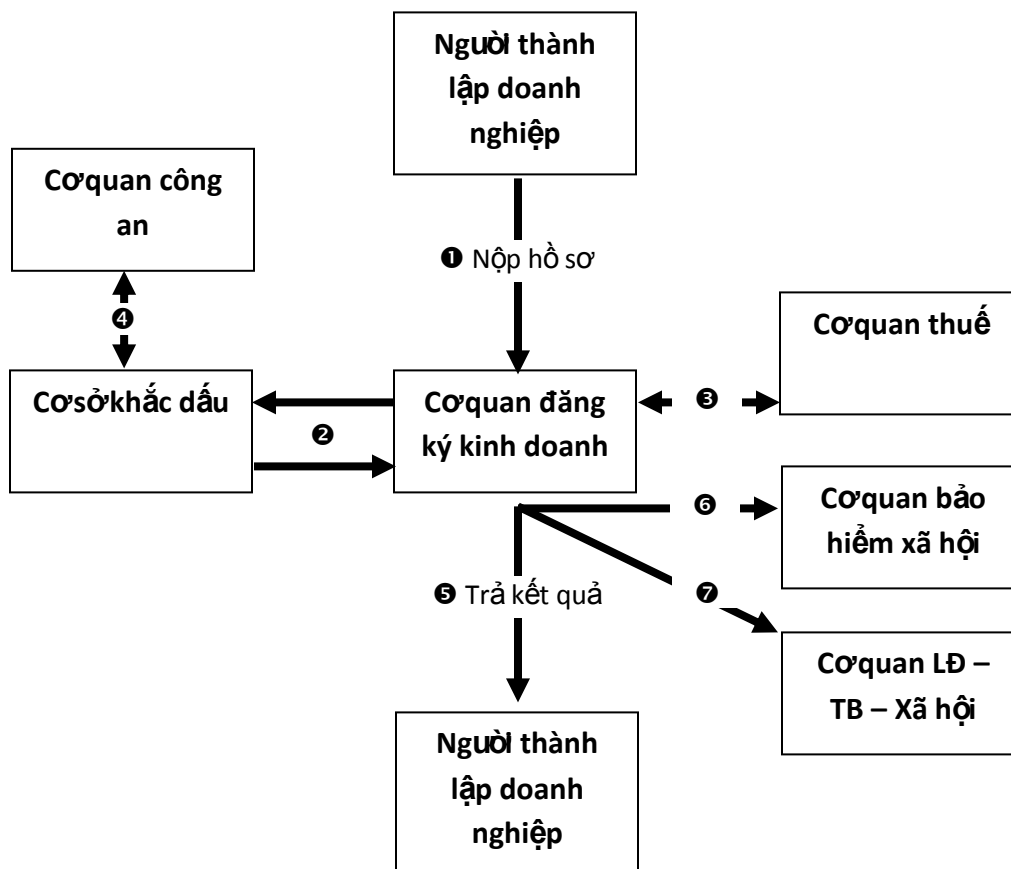 Người thành
lập doanh
nghiệp
Cơquan công
an
❶ Nộp hồ sơ
❹
Cơquan thuế
Cơsởkhắc dấu
❷
Cơquan đăng
ký kinh doanh
❸
Cơquan bảo
hiểm xã hội
❻
❺ Trả kết quả
❼
Cơquan LĐ –
TB – Xã hội
Người thành
lập doanh
nghiệp